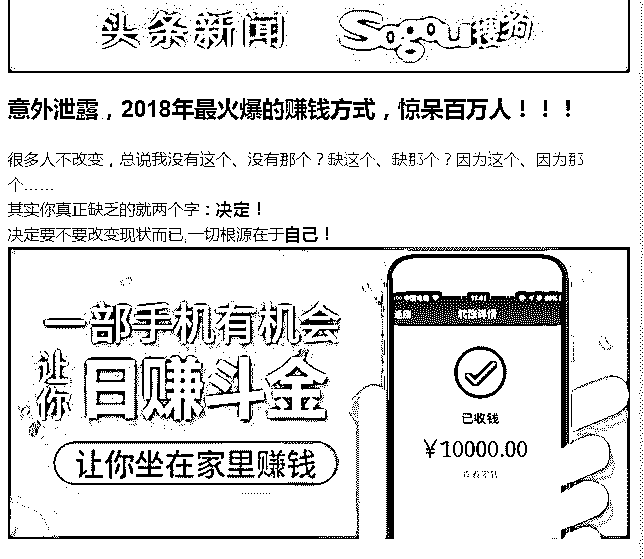 头条新闻 Sogou搜狗
意外泄露，2018年最火爆的赚钱方式，惊呆百万人！！！
很多人不改变，总说我没有这个、没有那个？缺这个、缺那个？因为这个、因为那
个……
其实你真正缺乏的就两个字：决定！
决定要不要改变现状而已,一切根源在于自己！
一部手机有机会
让你日赚斗金
让你坐在家里赚钱
已收钱
￥10000.00